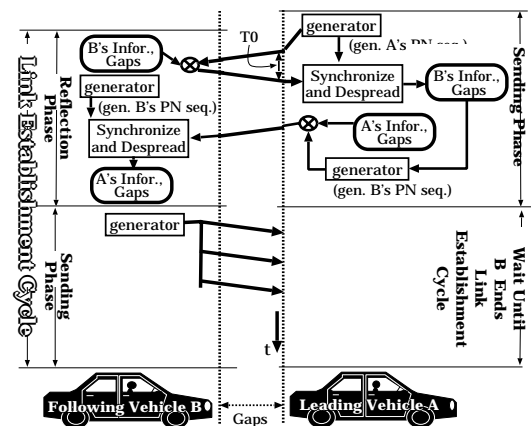 Link Establishment Cycle
Reflection
Phase
Sending
Phase
B's Infor.,
Gaps
generator
(gen. B's PN seq.)
Synchronize
and Despread
A's Infor.,
Gaps
generator
T0
generator
(gen. A's PN seq.)
Synchronize
and Despread
B's Infor.,
Gaps
A's Infor.,
Gaps
generator
(gen. B's PN seq.)
Sending Phase
Wait Until
B Ends
Link
Establishment
Cycle
t
Following Vehicle B
Gaps
Leading Vehicle A